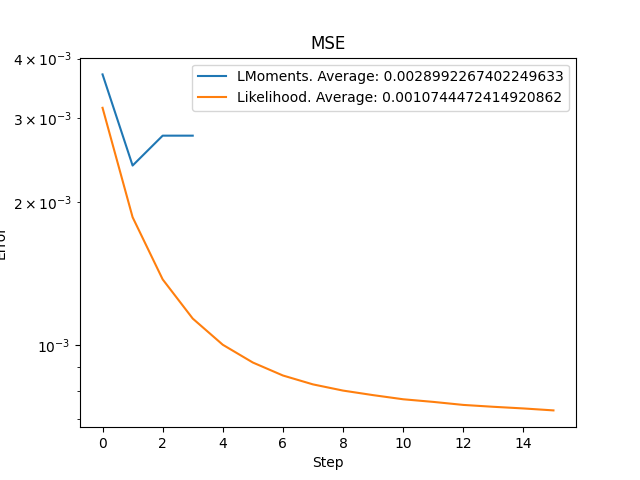 MSE
LMoments. Average: 0.0028992267402249633
Likelihood. Average: 0.0010744472414920862
4 × 10⁻³
3 × 10⁻³
2 × 10⁻³
10⁻³
Error
0 2 4 6 8 10 12 14
Step